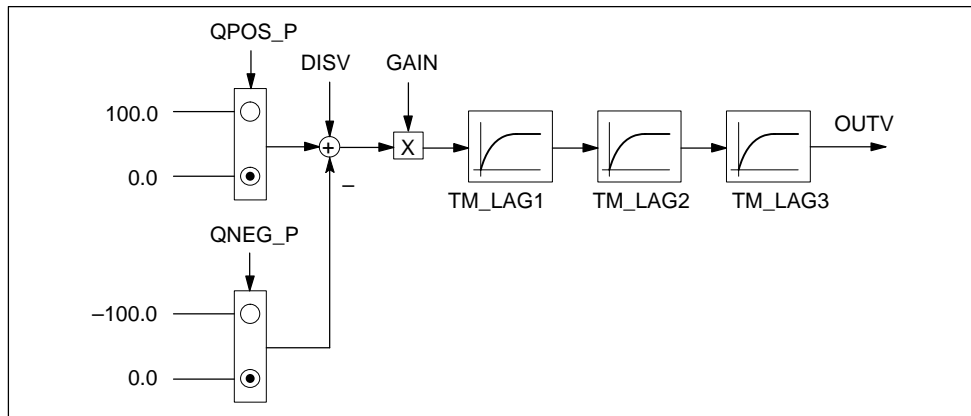 QPOS_P
DISV
GAIN
100.0
OUTV
+
X
0.0
–
TM_LAG1
TM_LAG2
TM_LAG3
QNEG_P
–100.0
0.0